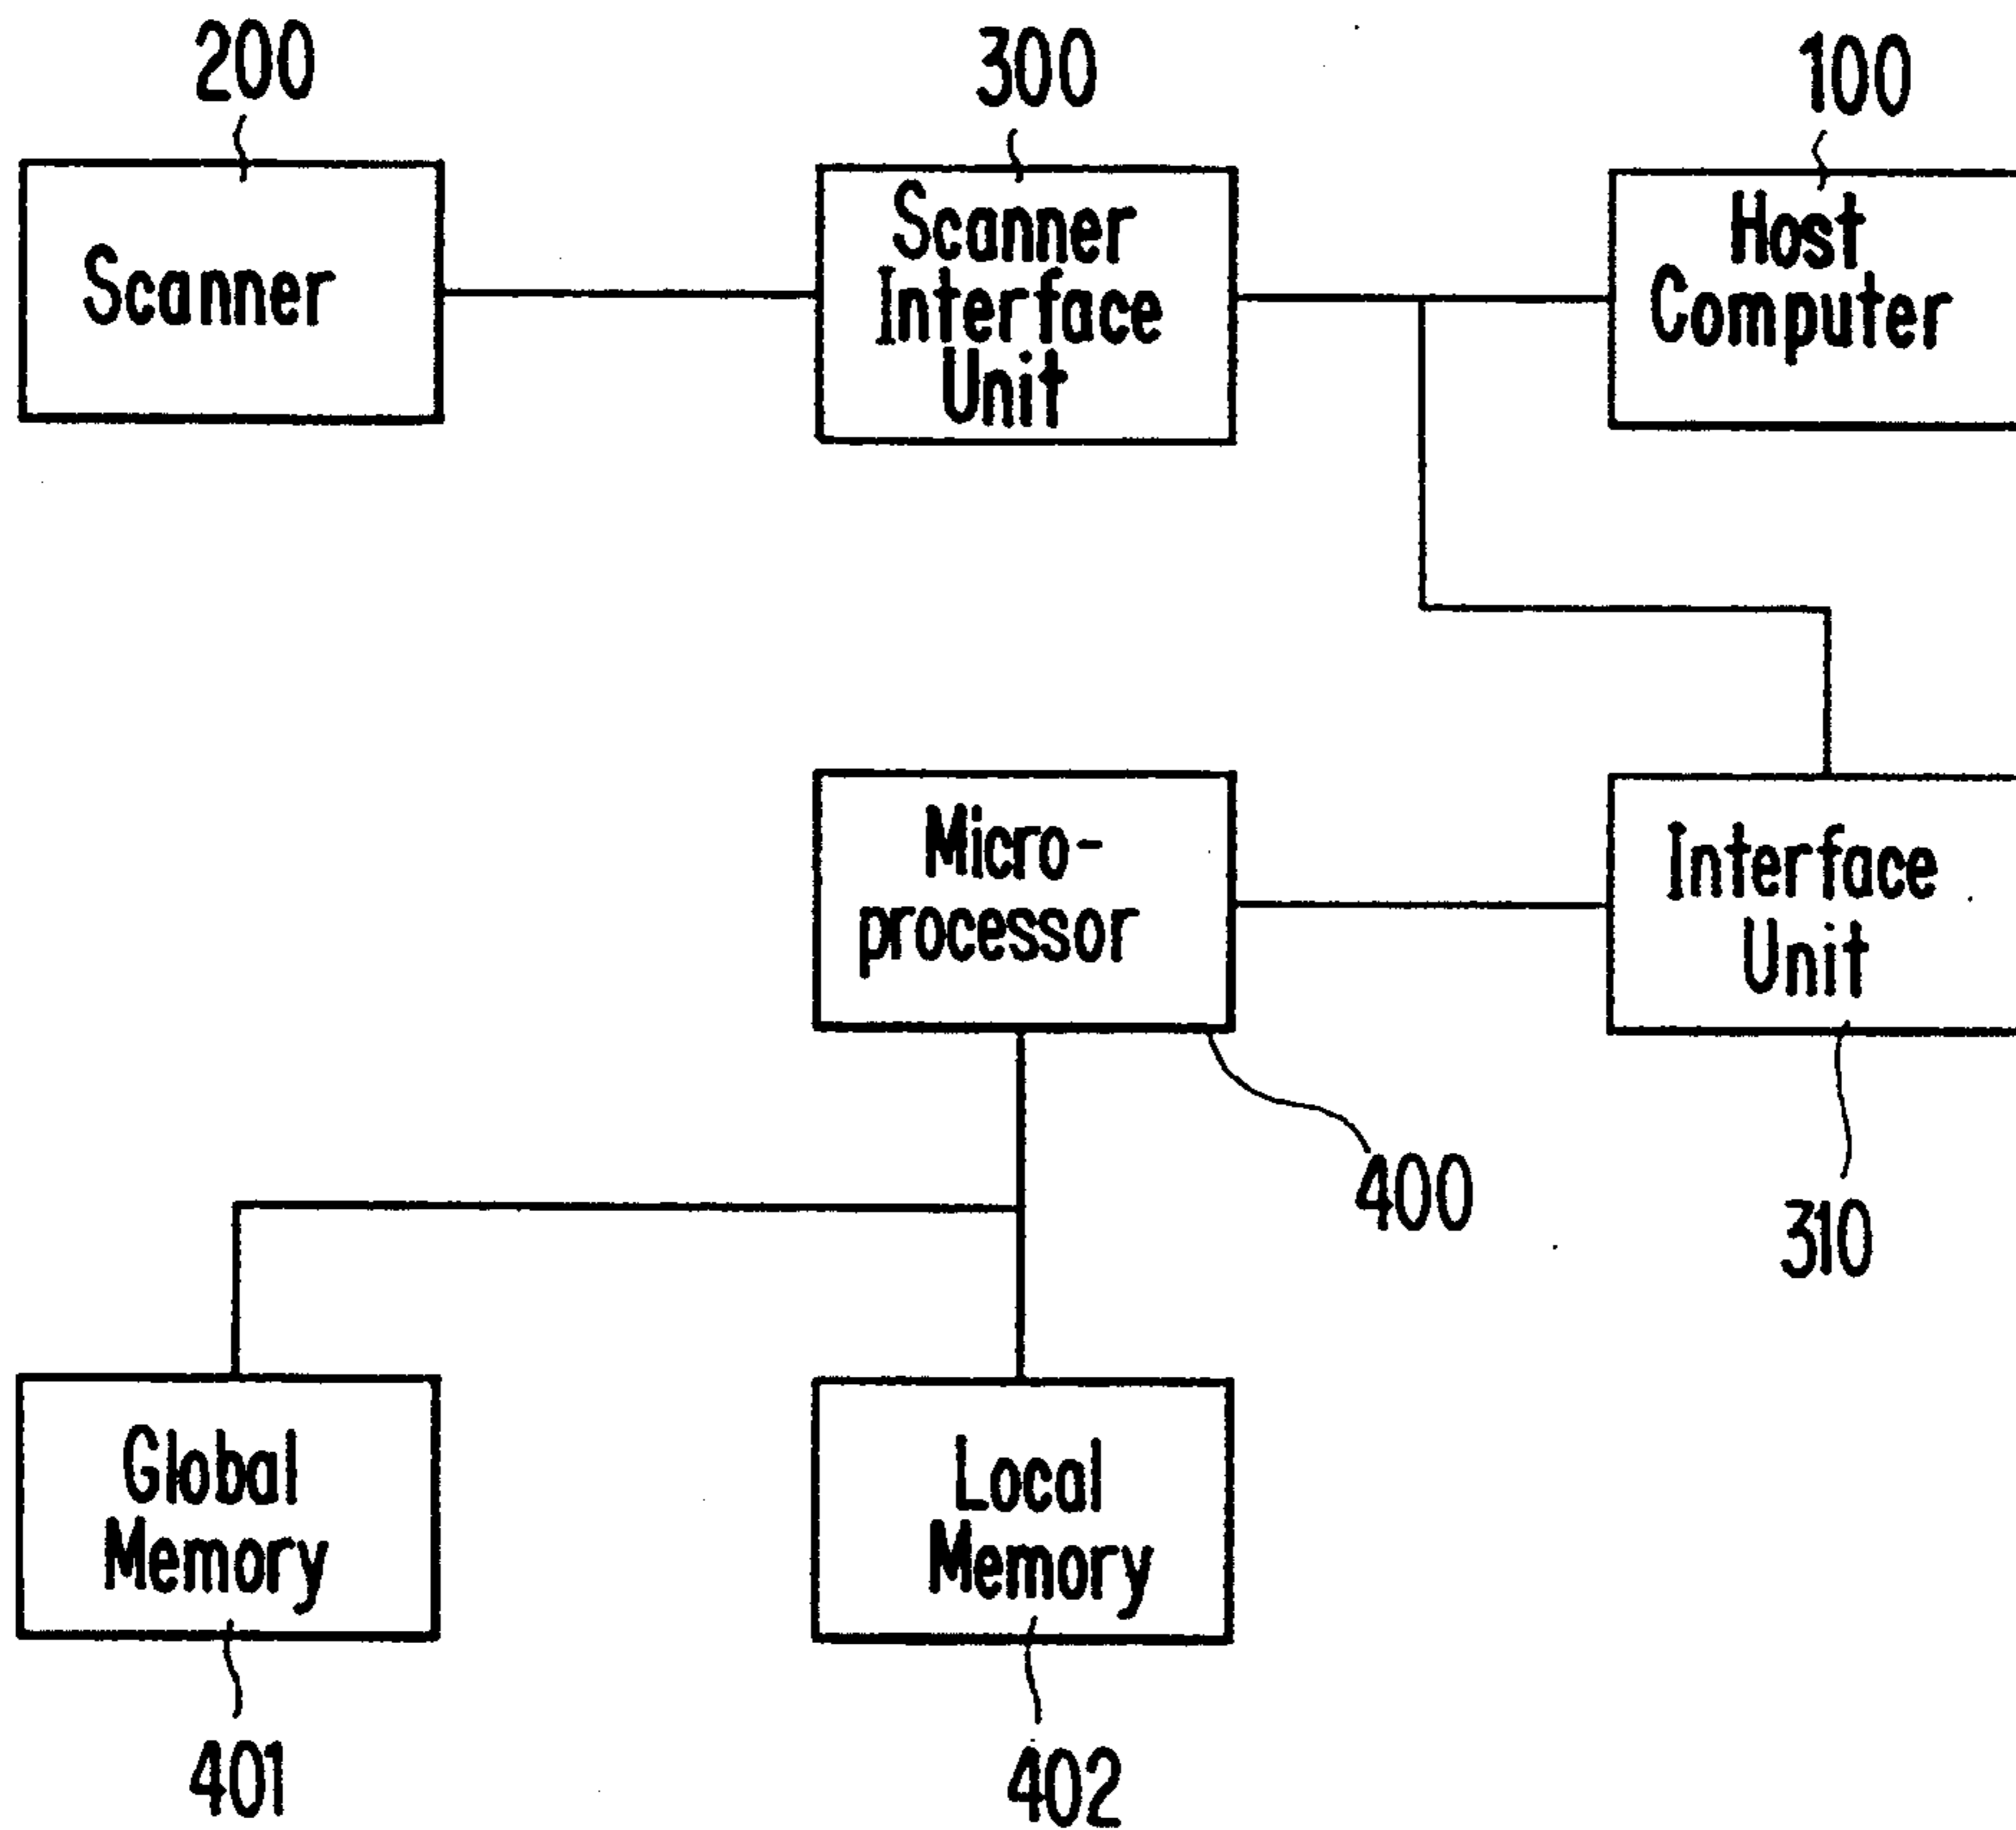 200
300
100
Scanner
Scanner
Interface
Unit
Host
Computer
Micro-
processor
Interface
Unit
400
310
Global
Memory
Local
Memory
401
402